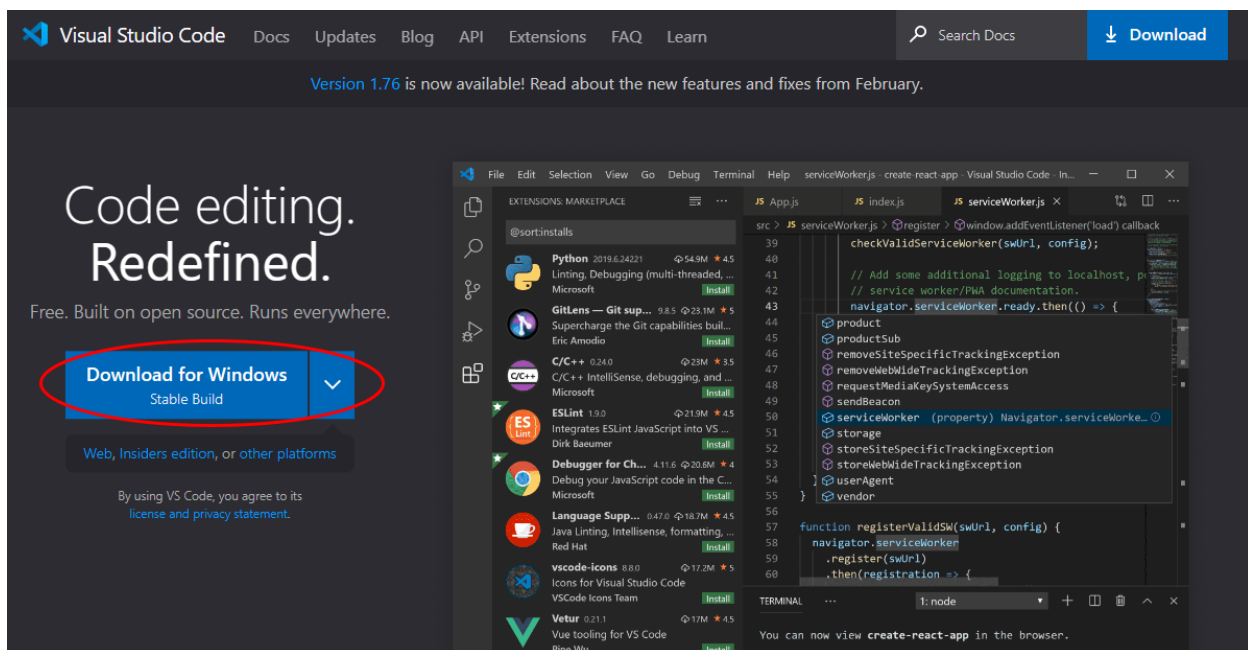 Visual Studio Code Docs Updates Blog API Extensions FAQ Learn Search Docs Download
Version 1.76 is now available! Read about the new features and fixes from February.
Code editing.
Redefined.
Free. Built on open source. Runs everywhere.
Download for Windows
Stable Build
Web, Insiders edition, or other platforms
By using VS Code, you agree to its
license and privacy statement.
File Edit Selection View Go Debug Terminal Help serviceWorker.js - create-react-app - Visual Studio Code - In...
EXTENSIONS: MARKETPLACE
@sort:installs
Python 2019.6.24221 54.9M ★ 4.5
Linting, Debugging (multi-threaded, ...
Microsoft Install
GitLens — Git sup... 9.8.5 23.1M ★ 5
Supercharge the Git capabilities buil...
Eric Amodio Install
C/C++ 0.24.0 23M ★ 3.5
C/C++ C/C++ IntelliSense, debugging, and ...
Microsoft Install
ESLint 1.9.0 21.9M ★ 4.5
ES Lint Integrates ESLint JavaScript into VS ...
Dirk Baeumer Install
Debugger for Ch... 4.11.6 20.6M ★ 4
Debug your JavaScript code in the C...
Microsoft Install
Language Supp... 0.47.0 18.7M ★ 4.5
Java Linting, Intellisense, formatting, ...
Red Hat Install
vscode-icons 8.8.0 17.2M ★ 5
Icons for Visual Studio Code
VSCode Icons Team Install
Vetur 0.21.1 17M ★ 4.5
Vue tooling for VS Code
Pine Wu Install
JS App.js JS index.js JS serviceWorker.js ×
src > JS serviceWorker.js > register > window.addEventListener('load') callback
39 checkValidServiceWorker(swUrl, config);
40
41 // Add some additional logging to localhost, p
42 // service worker/PWA documentation.
43 navigator.serviceWorker.ready.then(() => {
44 product
45 productSub
46 removeSiteSpecificTrackingException
47 removeWebWideTrackingException
48 requestMediaKeySystemAccess
49 sendBeacon
50 serviceWorker (property) Navigator.serviceWorke...
51 storage
52 storeSiteSpecificTrackingException
53 storeWebWideTrackingException
54 } userAgent
55 } vendor
56
57 function registerValidSW(swUrl, config) {
58 navigator.serviceWorker
59 .register(swUrl)
60 .then(registration => {
TERMINAL ... 1: node
You can now view create-react-app in the browser.